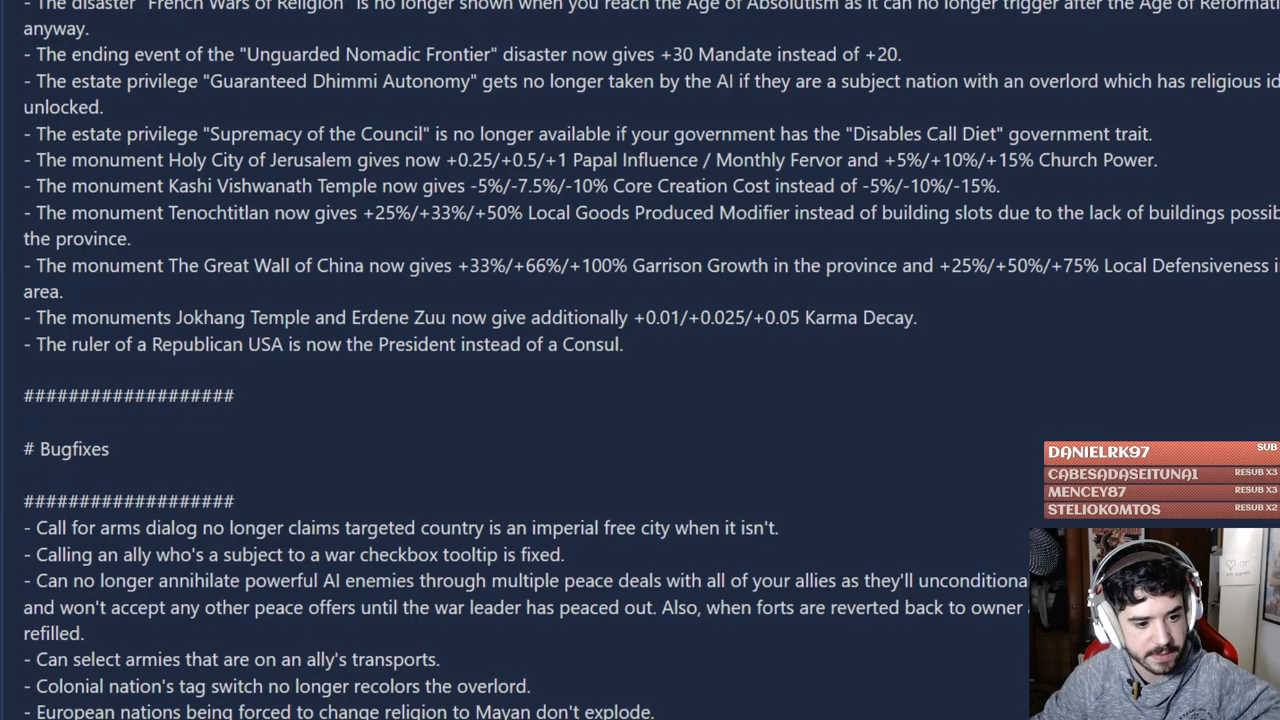 - The disaster "French Wars of Religion" is no longer shown when you reach the Age of Absolutism as it can no longer trigger after the Age of Reformati
anyway.
- The ending event of the "Unguarded Nomadic Frontier" disaster now gives +30 Mandate instead of +20.
- The estate privilege "Guaranteed Dhimmi Autonomy" gets no longer taken by the AI if they are a subject nation with an overlord which has religious id
unlocked.
- The estate privilege "Supremacy of the Council" is no longer available if your government has the "Disables Call Diet" government trait.
- The monument Holy City of Jerusalem gives now +0.25/+0.5/+1 Papal Influence / Monthly Fervor and +5%/+10%/+15% Church Power.
- The monument Kashi Vishwanath Temple now gives -5%/-7.5%/-10% Core Creation Cost instead of -5%/-10%/-15%.
- The monument Tenochtitlan now gives +25%/+33%/+50% Local Goods Produced Modifier instead of building slots due to the lack of buildings possib
the province.
- The monument The Great Wall of China now gives +33%/+66%/+100% Garrison Growth in the province and +25%/+50%/+75% Local Defensiveness i
area.
- The monuments Jokhang Temple and Erdene Zuu now give additionally +0.01/+0.025/+0.05 Karma Decay.
- The ruler of a Republican USA is now the President instead of a Consul.
###################
# Bugfixes
###################
- Call for arms dialog no longer claims targeted country is an imperial free city when it isn't.
- Calling an ally who's a subject to a war checkbox tooltip is fixed.
- Can no longer annihilate powerful AI enemies through multiple peace deals with all of your allies as they'll unconditiona
and won't accept any other peace offers until the war leader has peaced out. Also, when forts are reverted back to owner
refilled.
- Can select armies that are on an ally's transports.
- Colonial nation's tag switch no longer recolors the overlord.
- European nations being forced to change religion to Mayan don't explode.
DANIELRK97 SUB
CABESADASEITUNA1 RESUB X3
MENCEY87 RESUB X3
STELIOKOMTOS RESUB X2